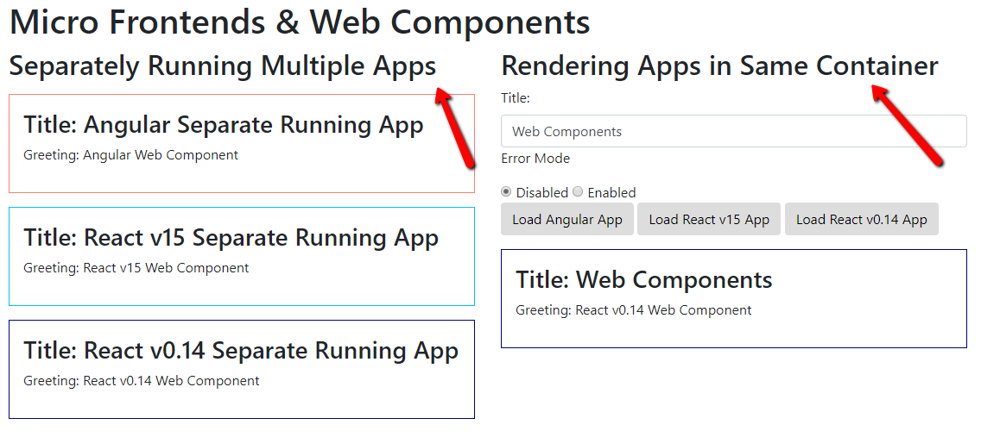 Micro Frontends & Web Components
Separately Running Multiple Apps
Title: Angular Separate Running App
Greeting: Angular Web Component
Title: React v15 Separate Running App
Greeting: React v15 Web Component
Title: React v0.14 Separate Running App
Greeting: React v0.14 Web Component
Rendering Apps in Same Container
Title:
Web Components
Error Mode
Disabled Enabled
Load Angular App Load React v15 App Load React v0.14 App
Title: Web Components
Greeting: React v0.14 Web Component